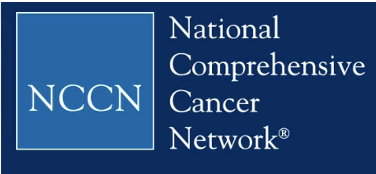 NCCN
National
Comprehensive
Cancer
Network®